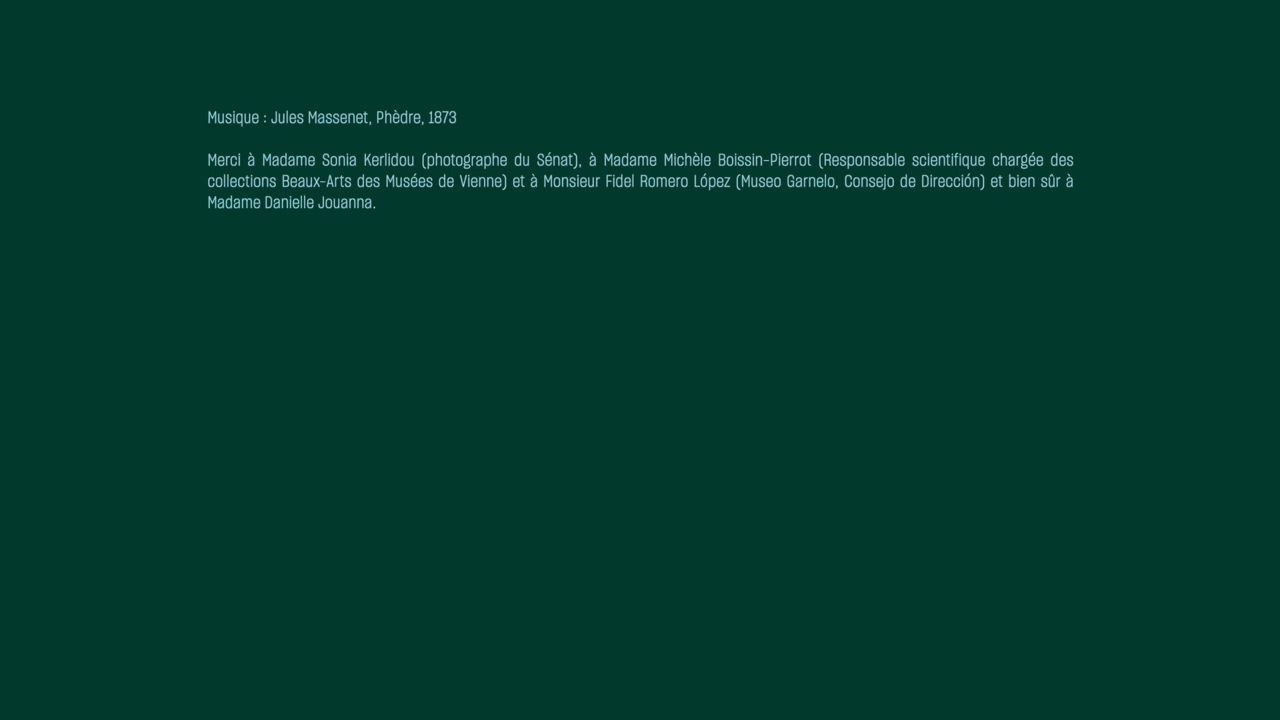 Musique : Jules Massenet, Phèdre, 1873
Merci à Madame Sonia Kerlidou (photographe du Sénat), à Madame Michèle Boissin-Pierrot (Responsable scientifique chargée des
collections Beaux-Arts des Musées de Vienne) et à Monsieur Fidel Romero López (Museo Garnelo, Consejo de Dirección) et bien sûr à
Madame Danielle Jouanna.